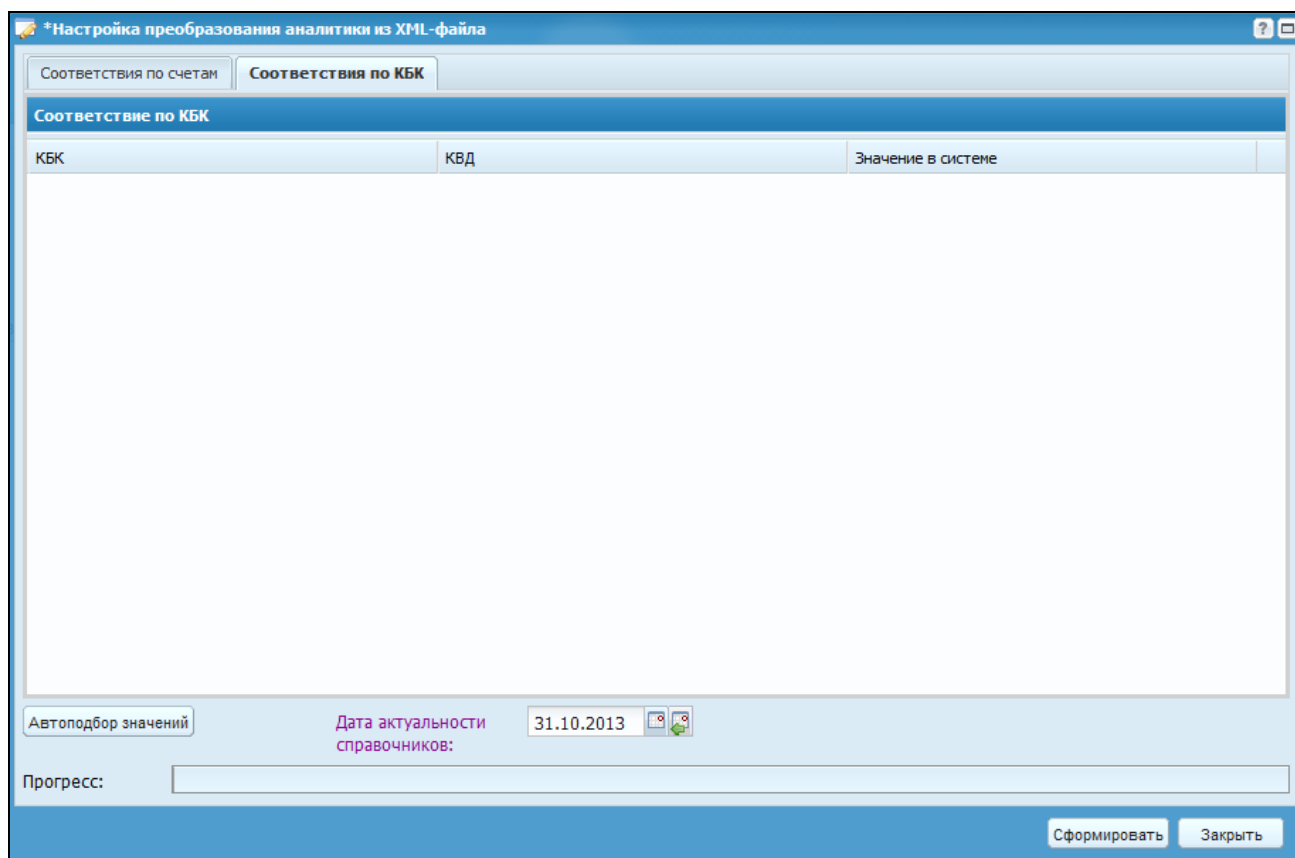 *Настройка преобразования аналитики из XML-файла
Соответствия по счетам
Соответствия по КБК
Соответствие по КБК
КБК
КВД
Значение в системе
Автоподбор значений
Дата актуальности
справочников:
31.10.2013
Прогресс:
Сформировать
Закрыть